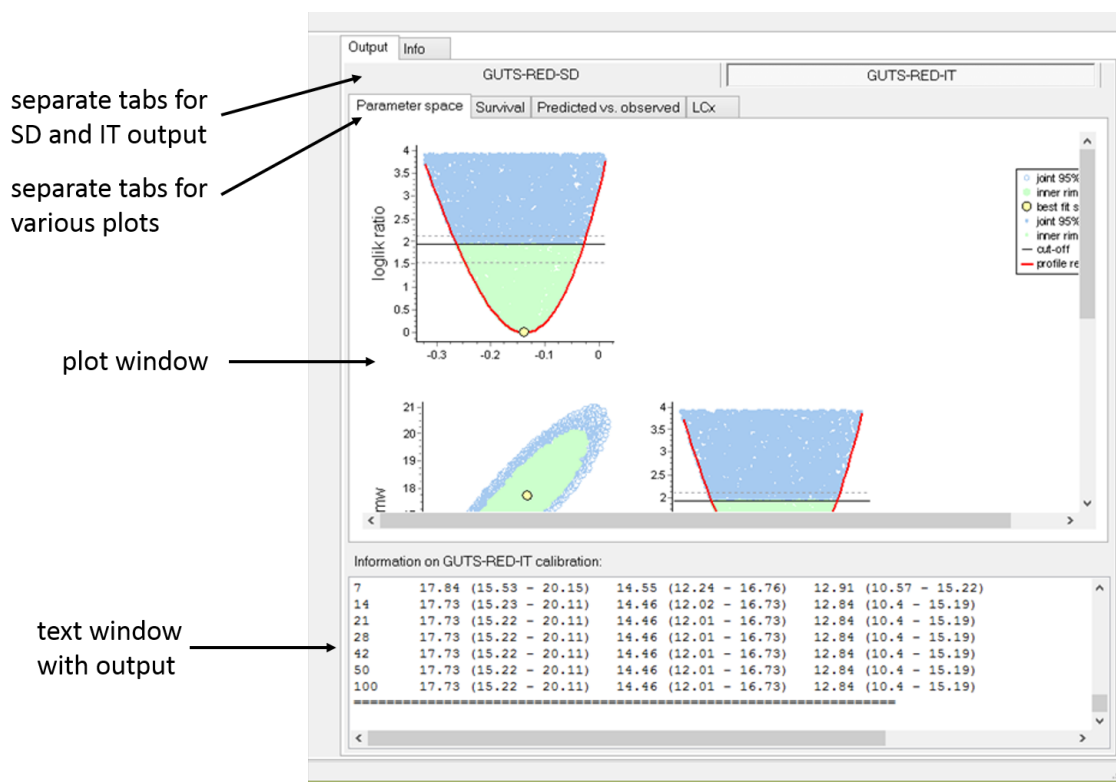 Output Info
GUTS-RED-SD GUTS-RED-IT
separate tabs for
SD and IT output
Parameter space Survival Predicted vs. observed LCx
separate tabs for
various plots
4
3.5
3
2.5
2
1.5
1
0.5
0
loglik ratio
-0.3 -0.2 -0.1 0
joint 95%
inner rim
best fit s
joint 95%
inner rim
cut-off
profile re
plot window
21
20
19
18
mw
4
3.5
3
2.5
2
Information on GUTS-RED-IT calibration:
7 17.84 (15.53 - 20.15) 14.55 (12.24 - 16.76) 12.91 (10.57 - 15.22)
14 17.73 (15.23 - 20.11) 14.46 (12.02 - 16.73) 12.84 (10.4 - 15.19)
21 17.73 (15.22 - 20.11) 14.46 (12.01 - 16.73) 12.84 (10.4 - 15.19)
28 17.73 (15.22 - 20.11) 14.46 (12.01 - 16.73) 12.84 (10.4 - 15.19)
42 17.73 (15.22 - 20.11) 14.46 (12.01 - 16.73) 12.84 (10.4 - 15.19)
50 17.73 (15.22 - 20.11) 14.46 (12.01 - 16.73) 12.84 (10.4 - 15.19)
100 17.73 (15.22 - 20.11) 14.46 (12.01 - 16.73) 12.84 (10.4 - 15.19)
text window
with output